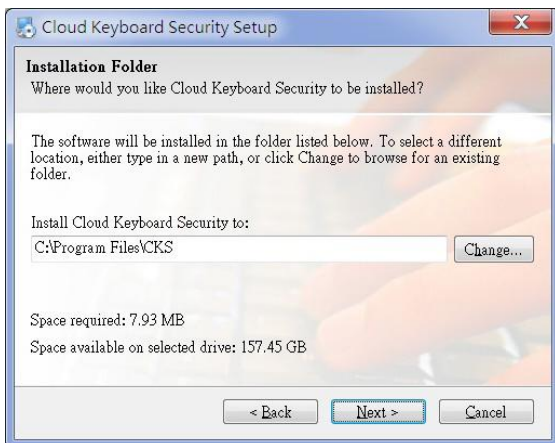 Cloud Keyboard Security Setup
Installation Folder
Where would you like Cloud Keyboard Security to be installed?
The software will be installed in the folder listed below. To select a different
location, either type in a new path, or click Change to browse for an existing
folder.
Install Cloud Keyboard Security to:
C:\Program Files\CKS
Change...
Space required: 7.93 MB
Space available on selected drive: 157.45 GB
< Back
Next >
Cancel